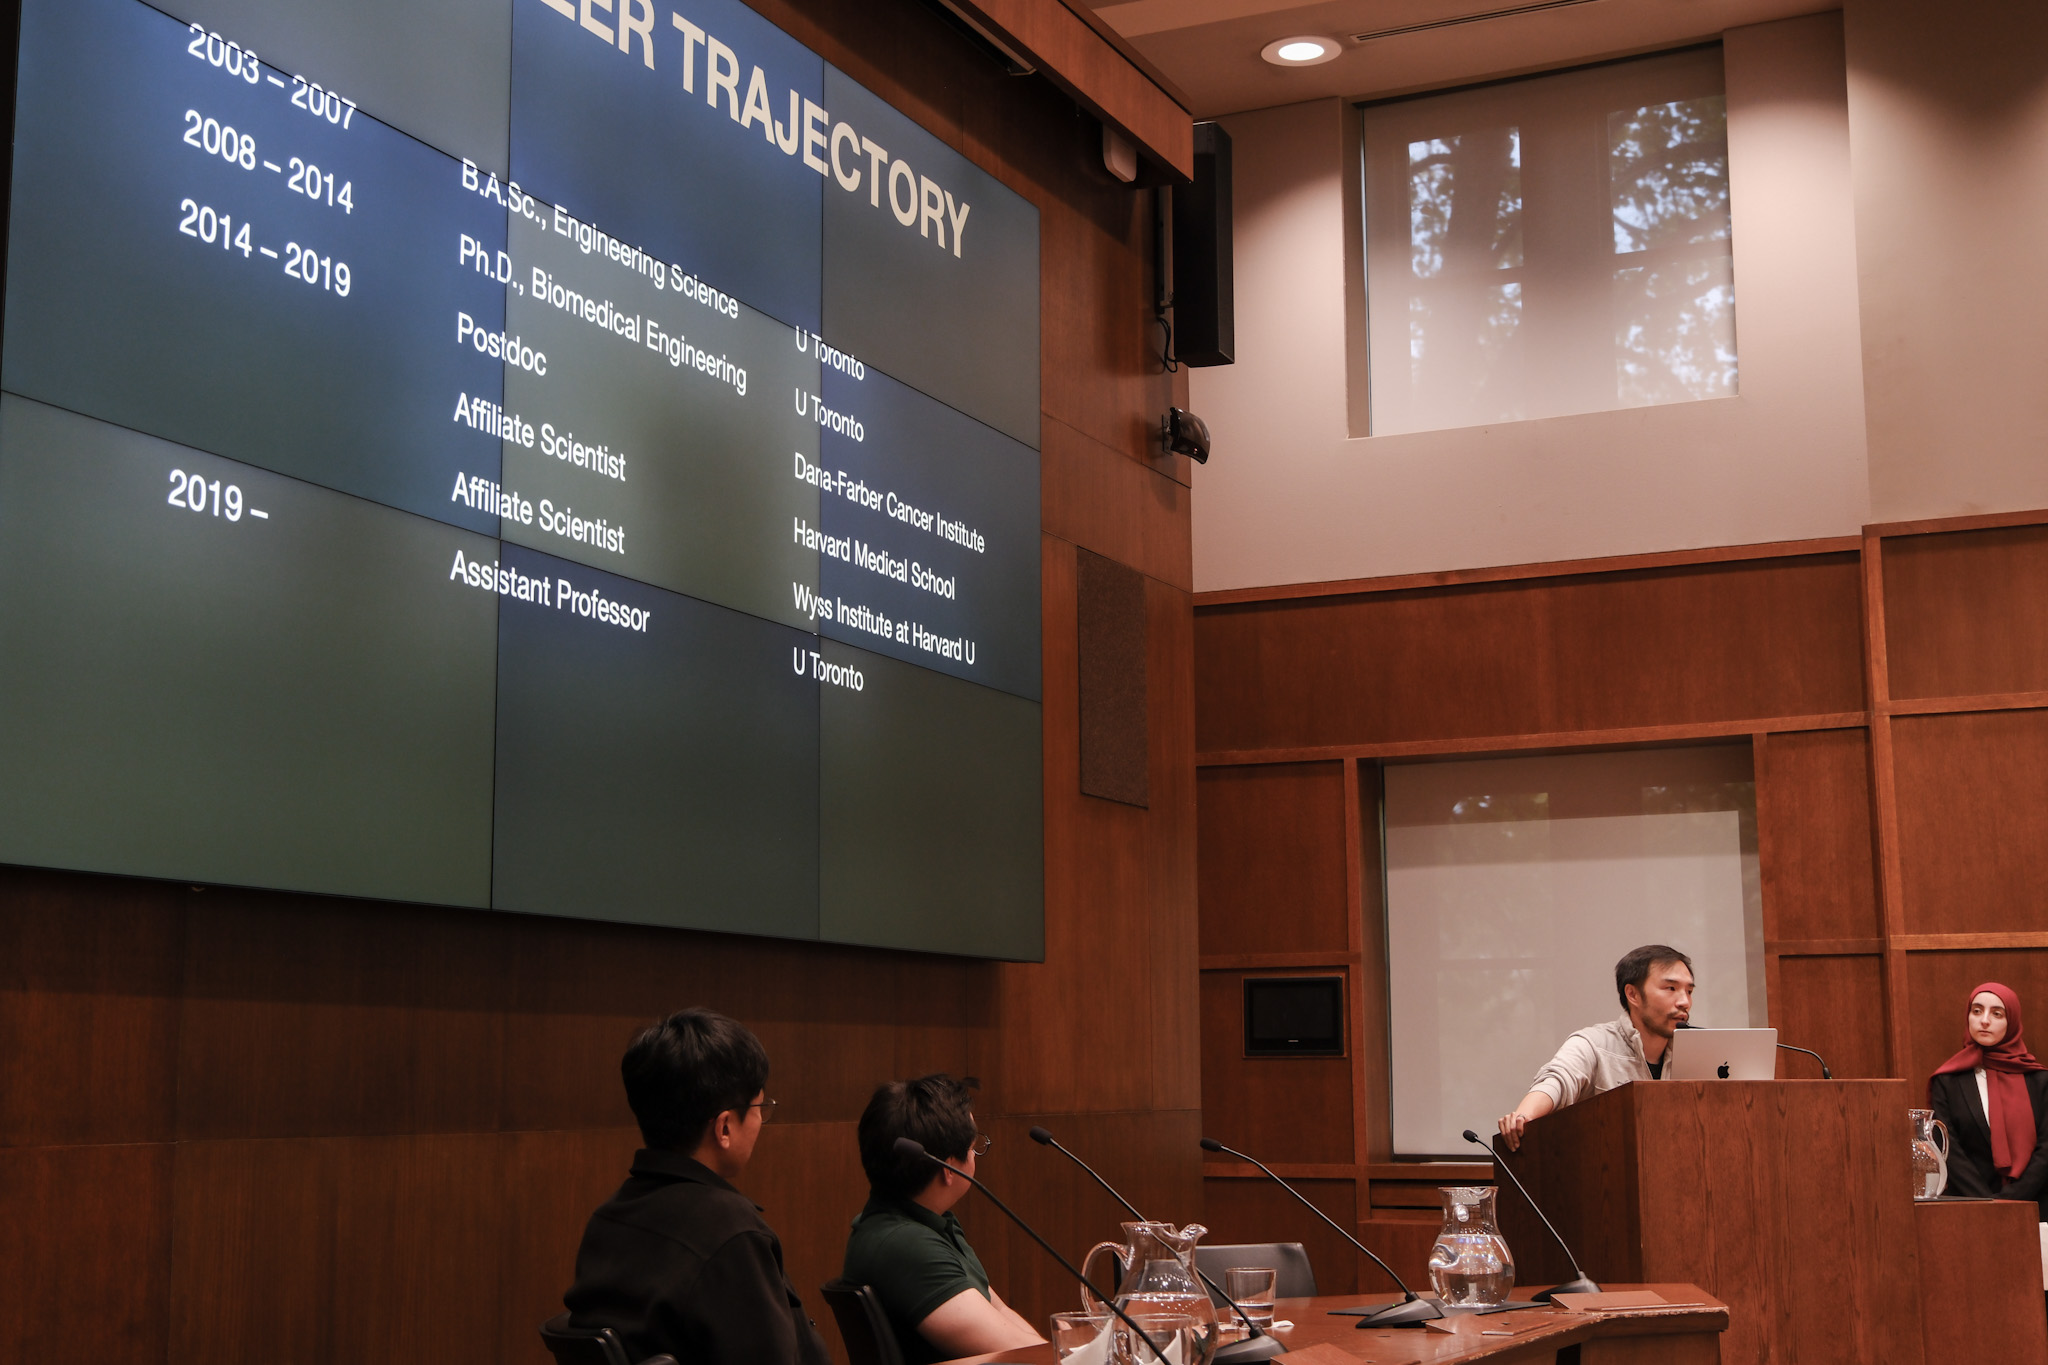 TRAJECTORY
2003 – 2007 B.A.Sc., Engineering Science U Toronto
2008 – 2014 Ph.D., Biomedical Engineering U Toronto
2014 – 2019 Postdoc Dana-Farber Cancer Institute
Affiliate Scientist Harvard Medical School
Affiliate Scientist Wyss Institute at Harvard U
2019 – Assistant Professor U Toronto